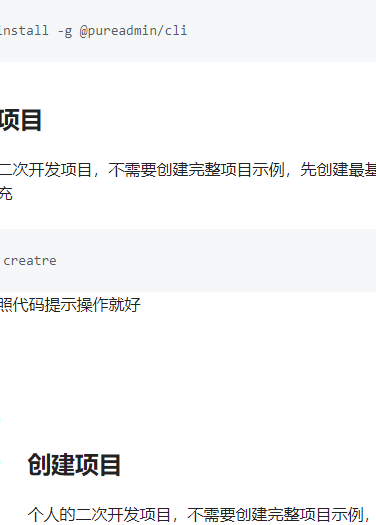 install -g @pureadmin/cli
项目
二次开发项目，不需要创建完整项目示例，先创建最基
充
creatre
照代码提示操作就好
创建项目
个人的二次开发项目，不需要创建完整项目示例，